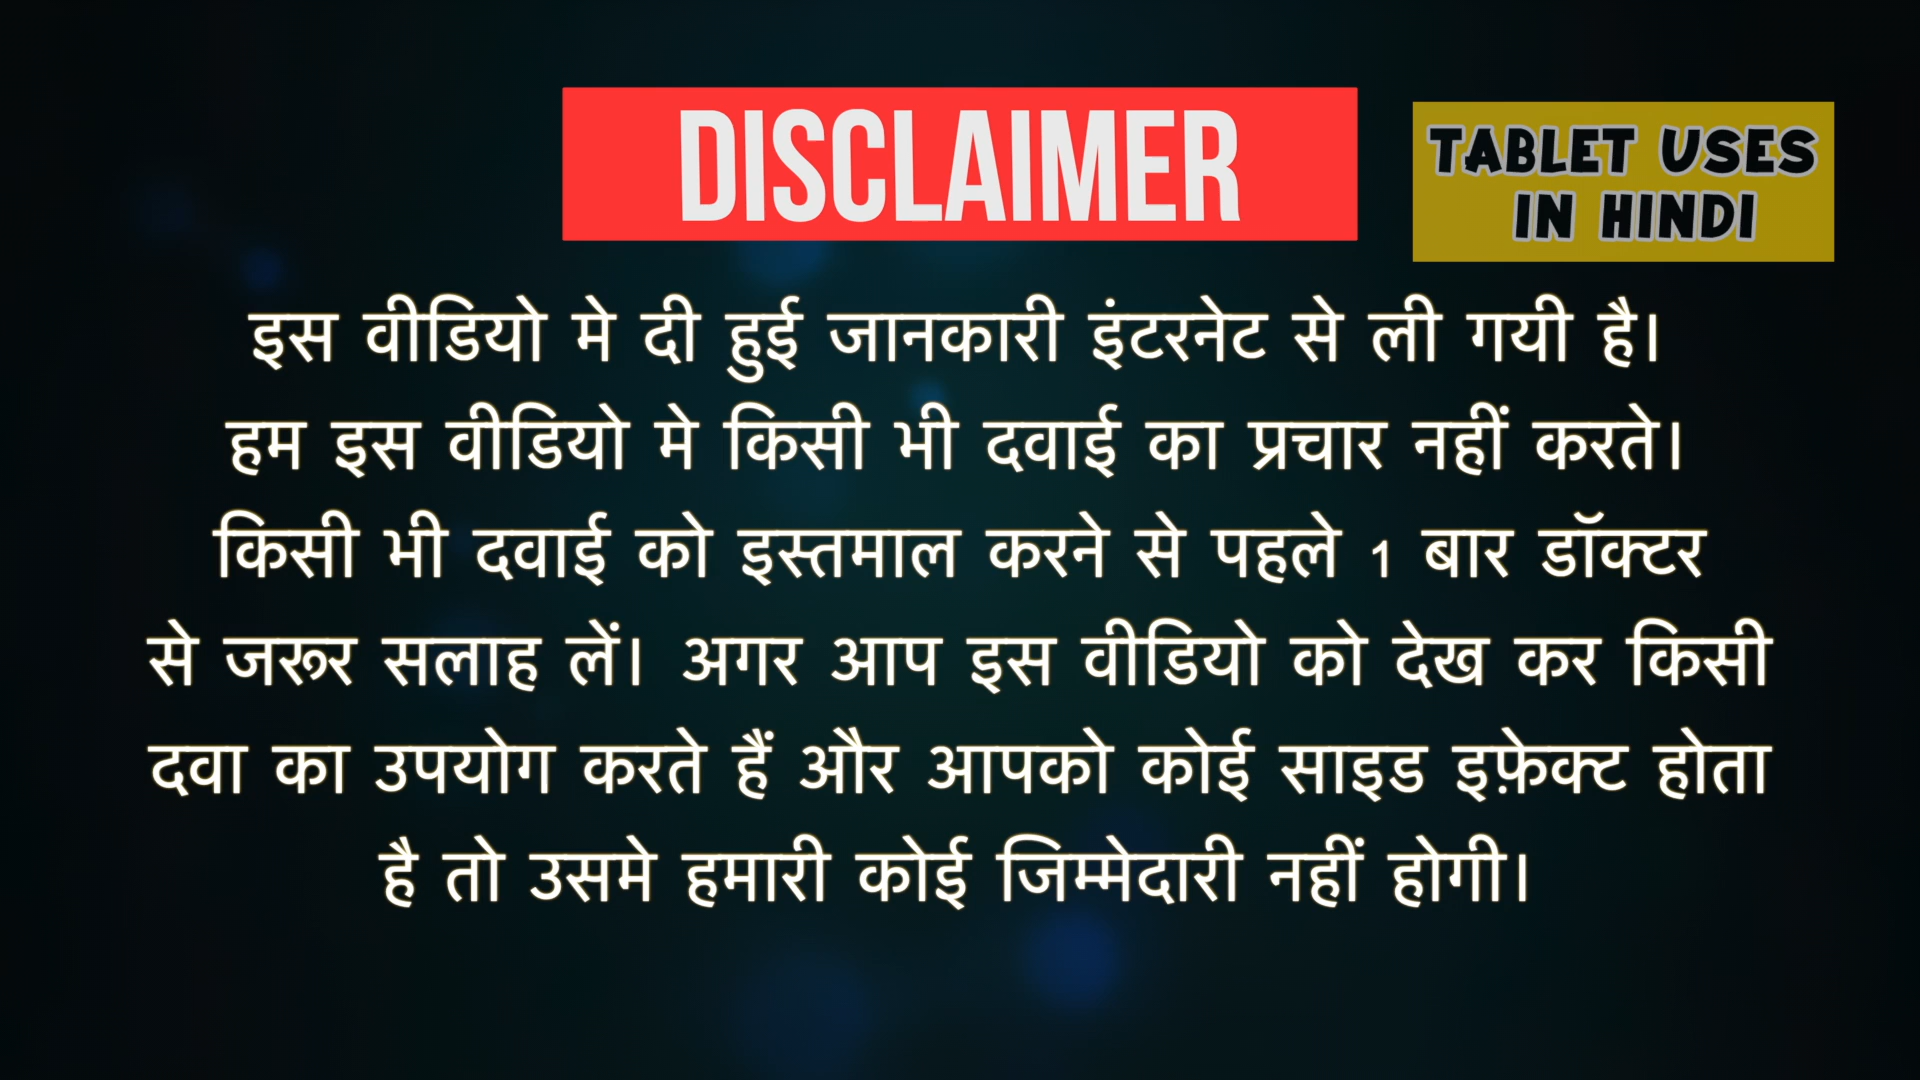 DISCLAIMER
TABLET USES
IN HINDI
इस वीडियो मे दी हुई जानकारी इंटरनेट से ली गयी है।
हम इस वीडियो मे किसी भी दवाई का प्रचार नहीं करते।
किसी भी दवाई को इस्तमाल करने से पहले 1 बार डॉक्टर
से जरूर सलाह लें। अगर आप इस वीडियो को देख कर किसी
दवा का उपयोग करते हैं और आपको कोई साइड इफ़ेक्ट होता
है तो उसमे हमारी कोई जिम्मेदारी नहीं होगी।